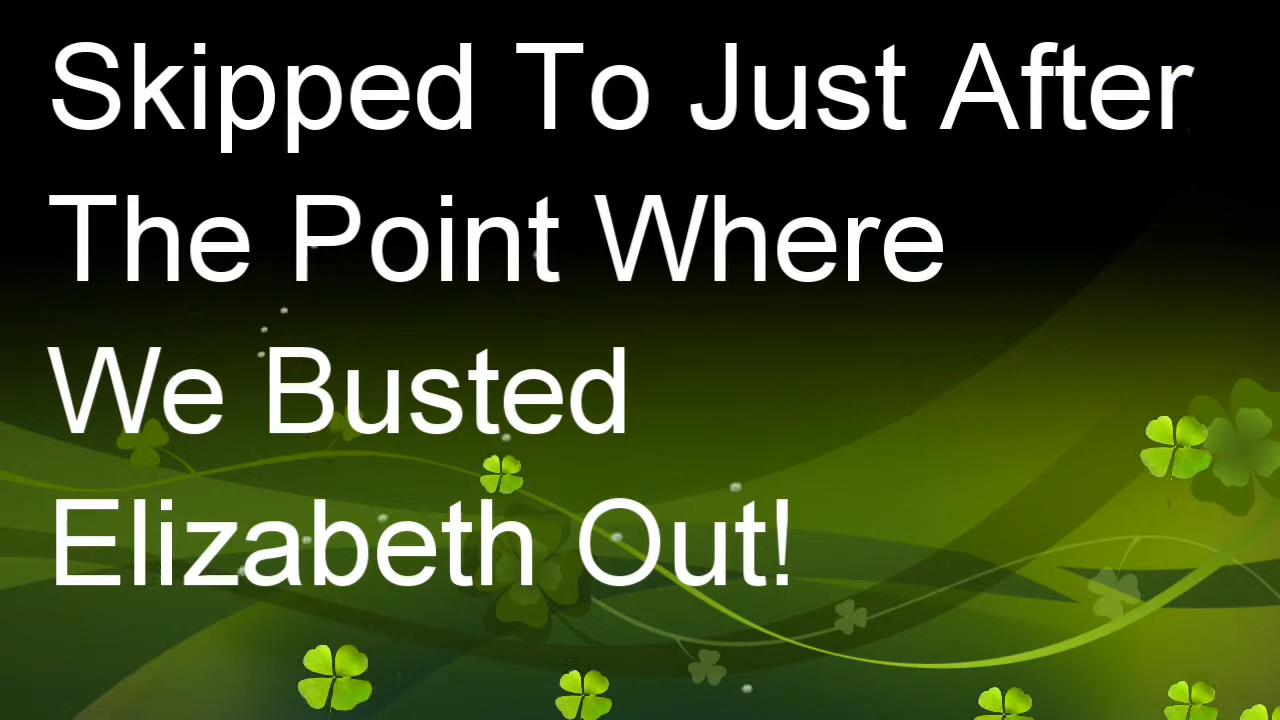 Skipped To Just After
The Point Where
We Busted
Elizabeth Out!